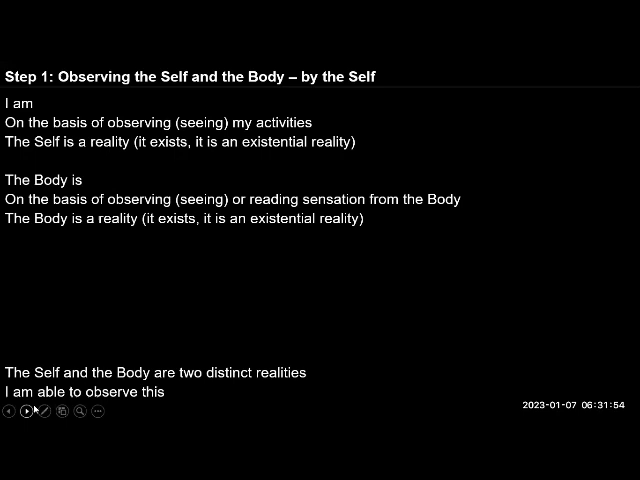 Step 1: Observing the Self and the Body – by the Self
I am
On the basis of observing (seeing) my activities
The Self is a reality (it exists, it is an existential reality)
The Body is
On the basis of observing (seeing) or reading sensation from the Body
The Body is a reality (it exists, it is an existential reality)
The Self and the Body are two distinct realities
I am able to observe this
2023-01-07 06:31:54